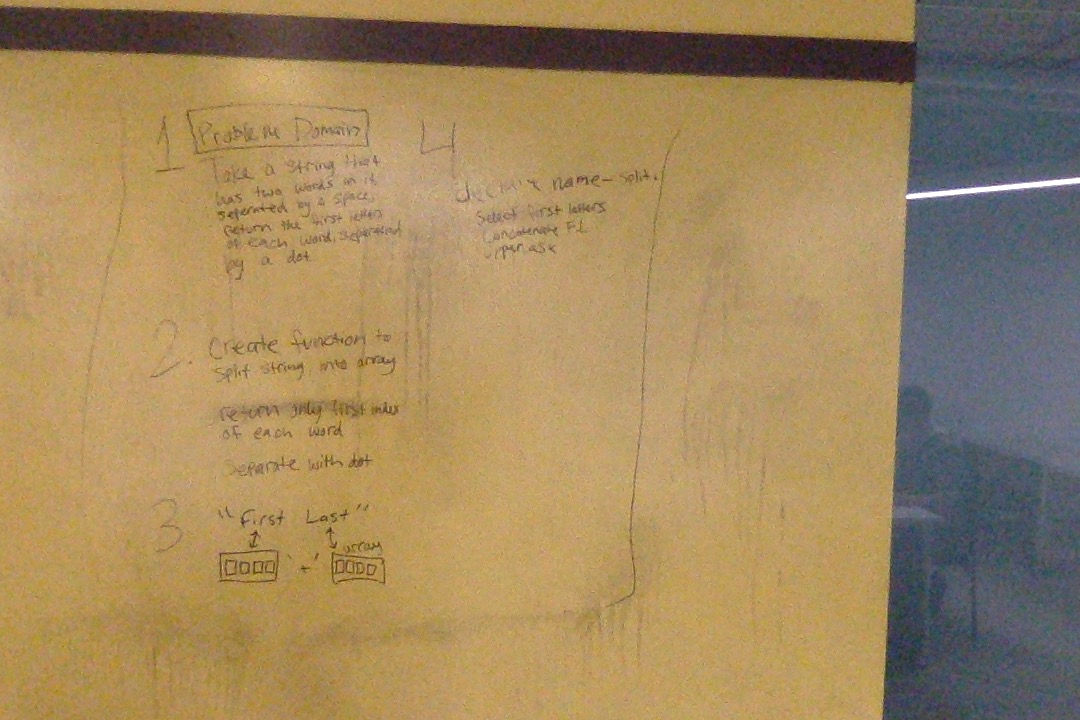 1 Problem Domain
Take a string that
has two words in it,
seperated by a space,
return the first letters
of each word, seperated
by a dot
2. Create function to
split string into array
return only first index
of each word
Separate with dot
3 "First Last"
array
'+'
4
declare name - split.
Select first letters
Concatenate F.L